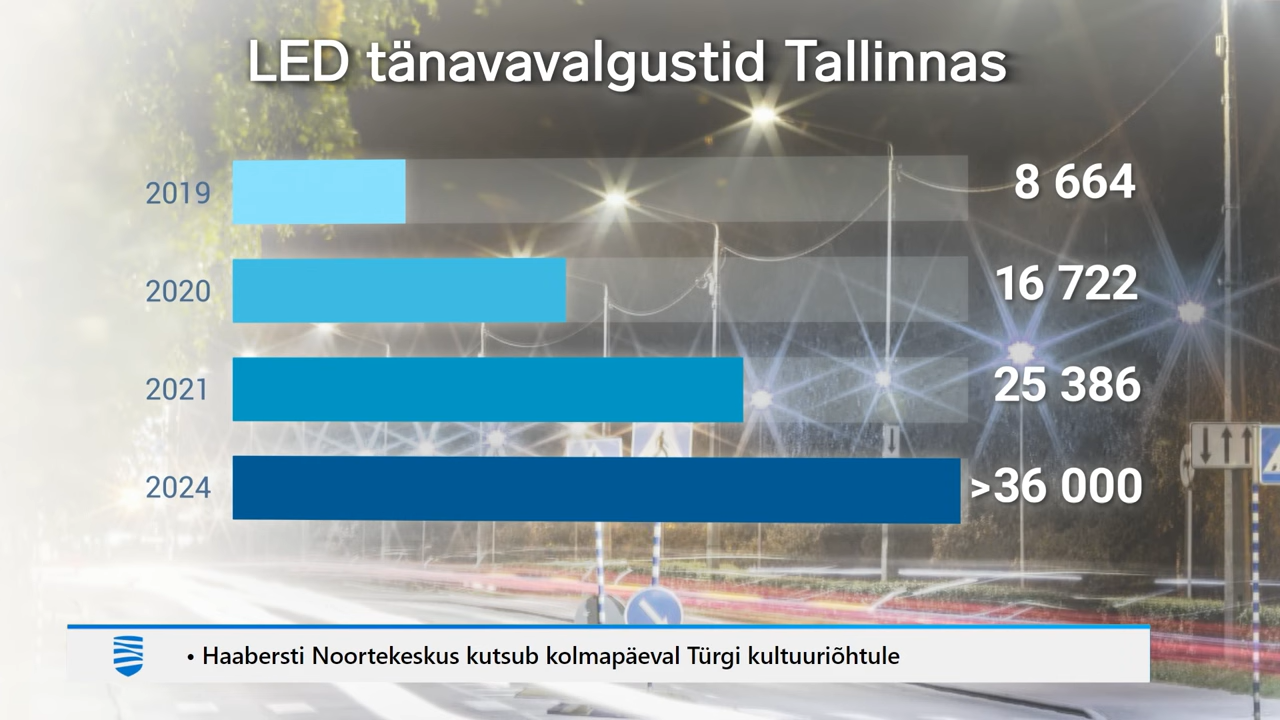 LED tänavavalgustid Tallinnas
2019 8 664
2020 16 722
2021 25 386
2024 >36 000
• Haabersti Noortekeskus kutsub kolmapäeval Türgi kultuuriõhtule